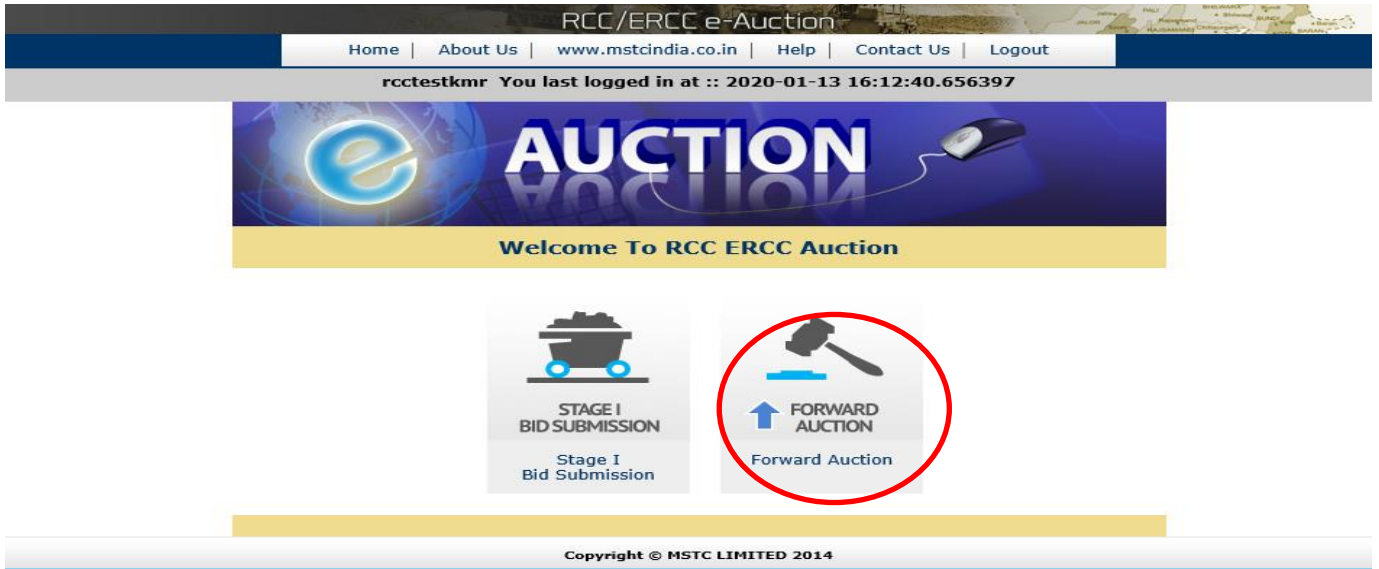 RCC/ERCC e-Auction
Home | About Us | www.mstcindia.co.in | Help | Contact Us | Logout
rcctestkmr You last logged in at :: 2020-01-13 16:12:40.656397
e AUCTION
Welcome To RCC ERCC Auction
STAGE I
BID SUBMISSION
Stage I
Bid Submission
FORWARD
AUCTION
Forward Auction
Copyright © MSTC LIMITED 2014